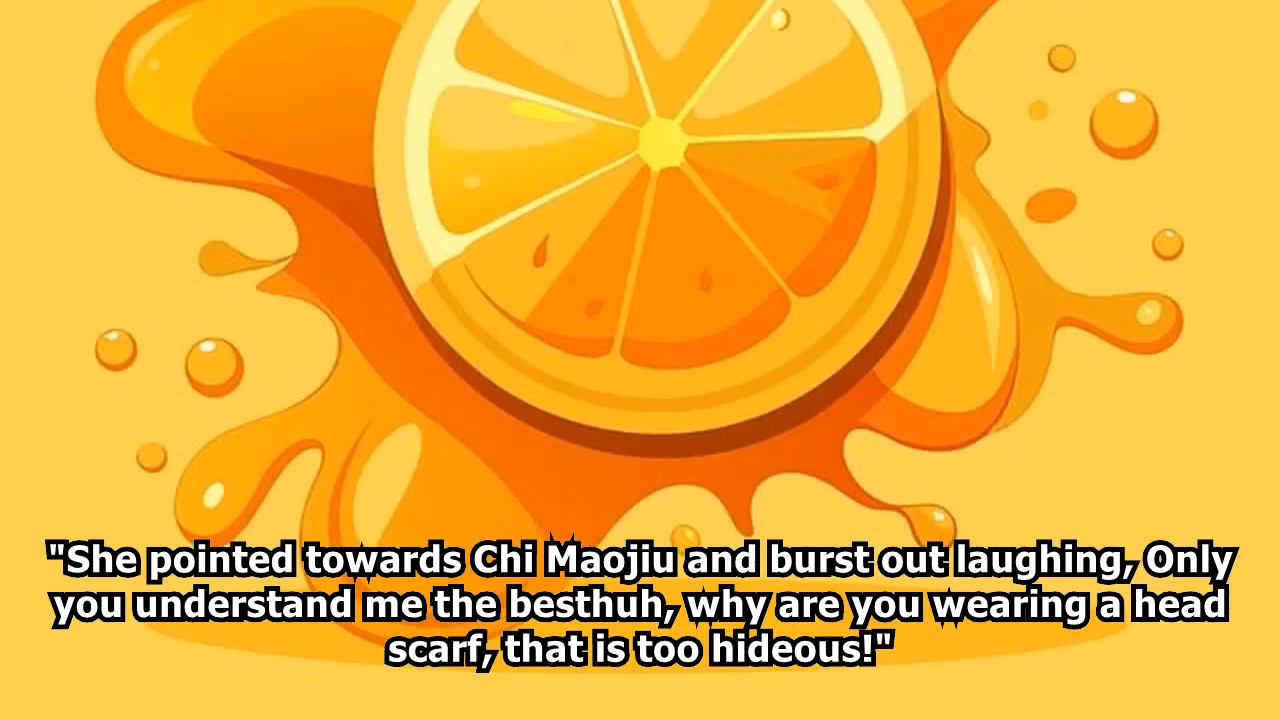 "She pointed towards Chi Maojiu and burst out laughing, Only
you understand me the besthuh, why are you wearing a head
scarf, that is too hideous!"